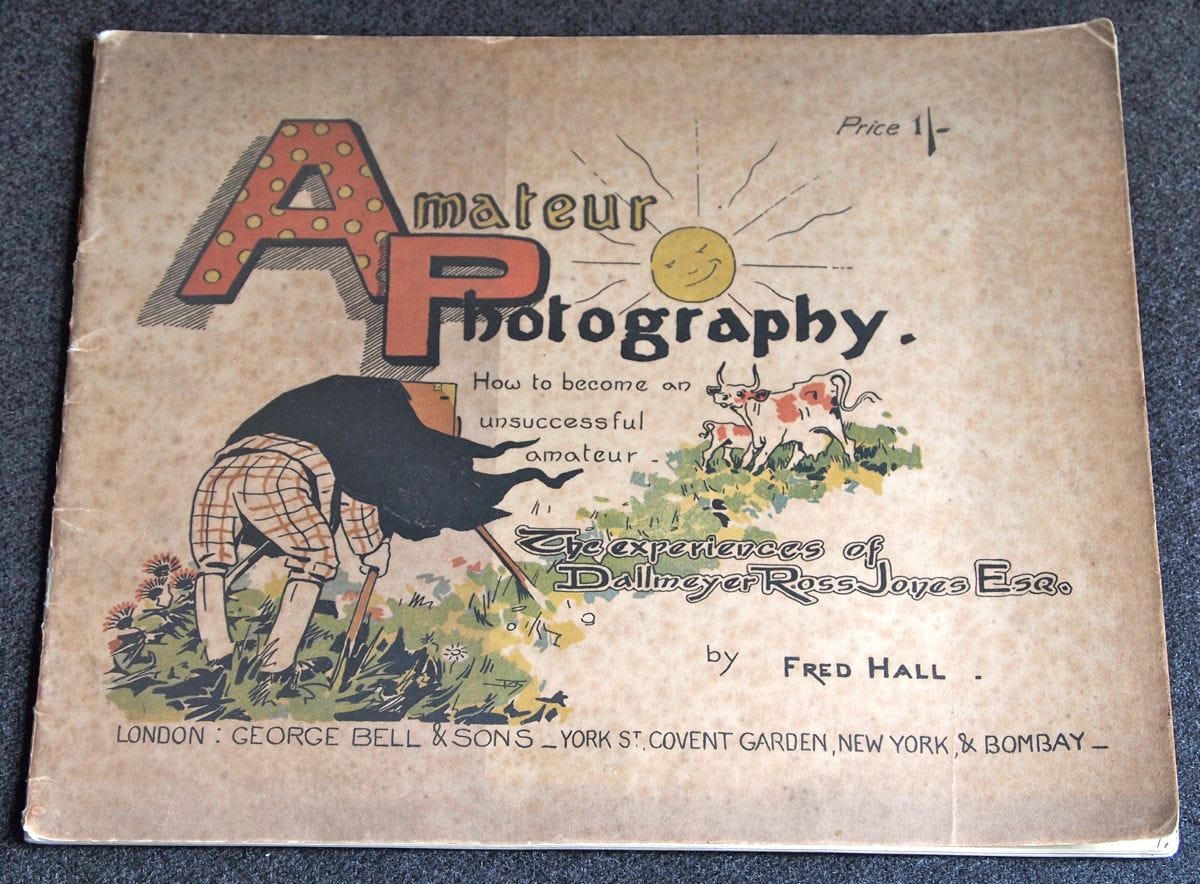 Price 1/-
Amateur
Photography.
How to become an
unsuccessful
amateur -
The experiences of
Dallmeyer Ross Jones Esq.
by FRED HALL .
LONDON : GEORGE BELL & SONS - YORK ST. COVENT GARDEN, NEW YORK, & BOMBAY -